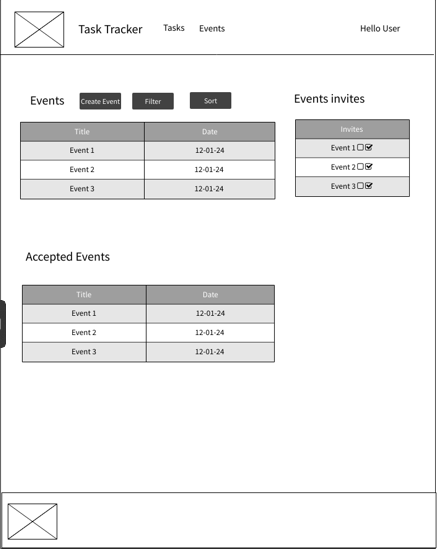 Task Tracker Tasks Events Hello User
Events Create Event Filter Sort
Title Date
Event 1 12-01-24
Event 2 12-01-24
Event 3 12-01-24
Events invites
Invites
Event 1
Event 2
Event 3
Accepted Events
Title Date
Event 1 12-01-24
Event 2 12-01-24
Event 3 12-01-24